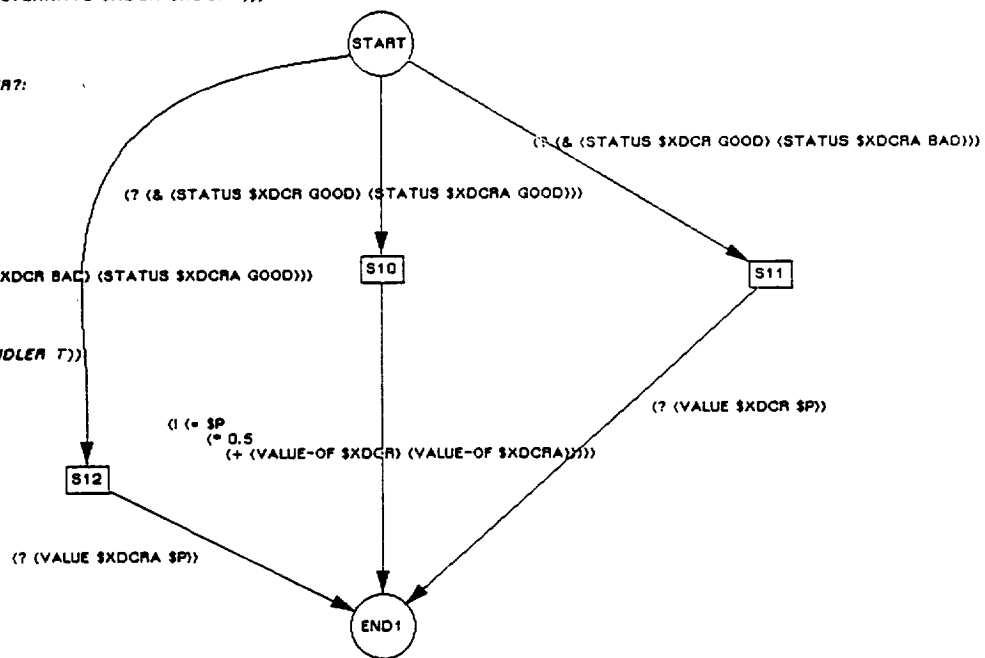 START
(? (& (STATUS $XDCR GOOD) (STATUS $XDCRA BAD)))
(? (& (STATUS $XDCR GOOD) (STATUS $XDCRA GOOD)))
S10
S11
XDCR BAD) (STATUS $XDCRA GOOD)))
T))
(? (VALUE $XDCR $P))
(! (= $P
(* 0.5
(+ (VALUE-OF $XDCR) (VALUE-OF $XDCRA)))))
S12
(? (VALUE $XDCRA $P))
END1